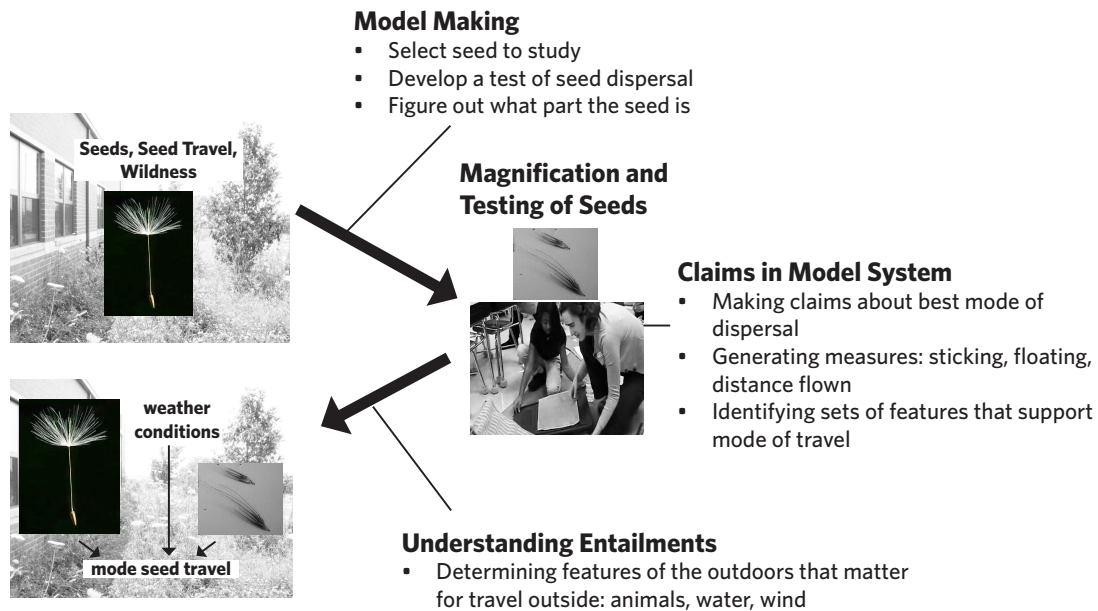 Model Making
• Select seed to study
• Develop a test of seed dispersal
• Figure out what part the seed is
Seeds, Seed Travel,
Wildness
Magnification and
Testing of Seeds
Claims in Model System
• Making claims about best mode of
dispersal
• Generating measures: sticking, floating,
distance flown
• Identifying sets of features that support
mode of travel
weather
conditions
mode seed travel
Understanding Entailments
• Determining features of the outdoors that matter
for travel outside: animals, water, wind